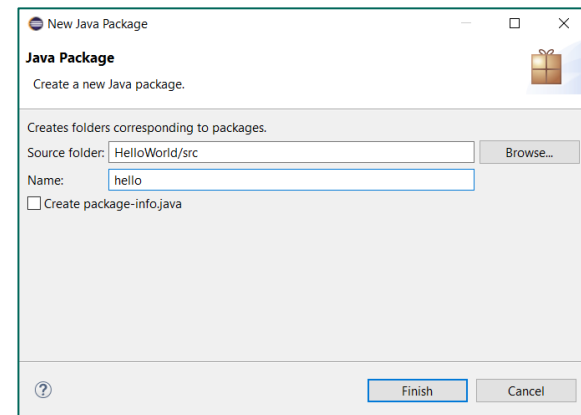 New Java Package
Java Package
Create a new Java package.
Creates folders corresponding to packages.
Source folder: HelloWorld/src Browse...
Name: hello
Create package-info.java
? Finish Cancel